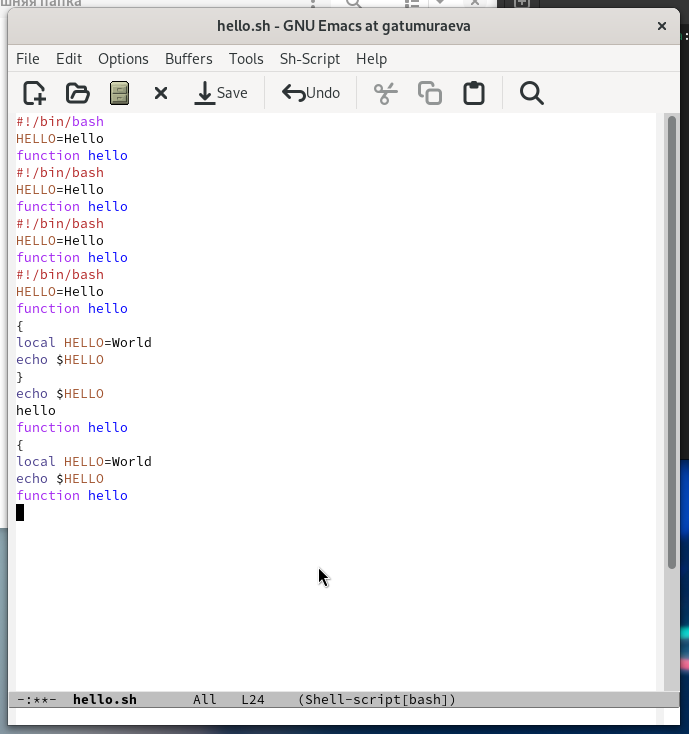 шняя папка
hello.sh - GNU Emacs at gatumuraeva
File Edit Options Buffers Tools Sh-Script Help
Save Undo
#!/bin/bash
HELLO=Hello
function hello
#!/bin/bash
HELLO=Hello
function hello
#!/bin/bash
HELLO=Hello
function hello
#!/bin/bash
HELLO=Hello
function hello
{
local HELLO=World
echo $HELLO
}
echo $HELLO
hello
function hello
{
local HELLO=World
echo $HELLO
function hello
-:**- hello.sh All L24 (Shell-script[bash])